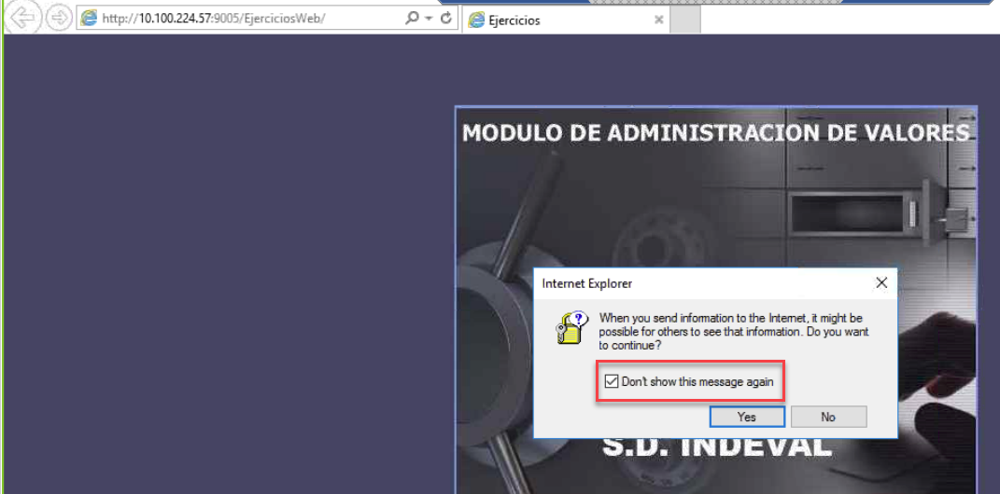 http://10.100.224.57:9005/EjerciciosWeb/
Ejercicios
MODULO DE ADMINISTRACION DE VALORES
Internet Explorer
When you send information to the Internet, it might be
possible for others to see that information. Do you want
to continue?
Don't show this message again
Yes No
S.D. INDEVAL